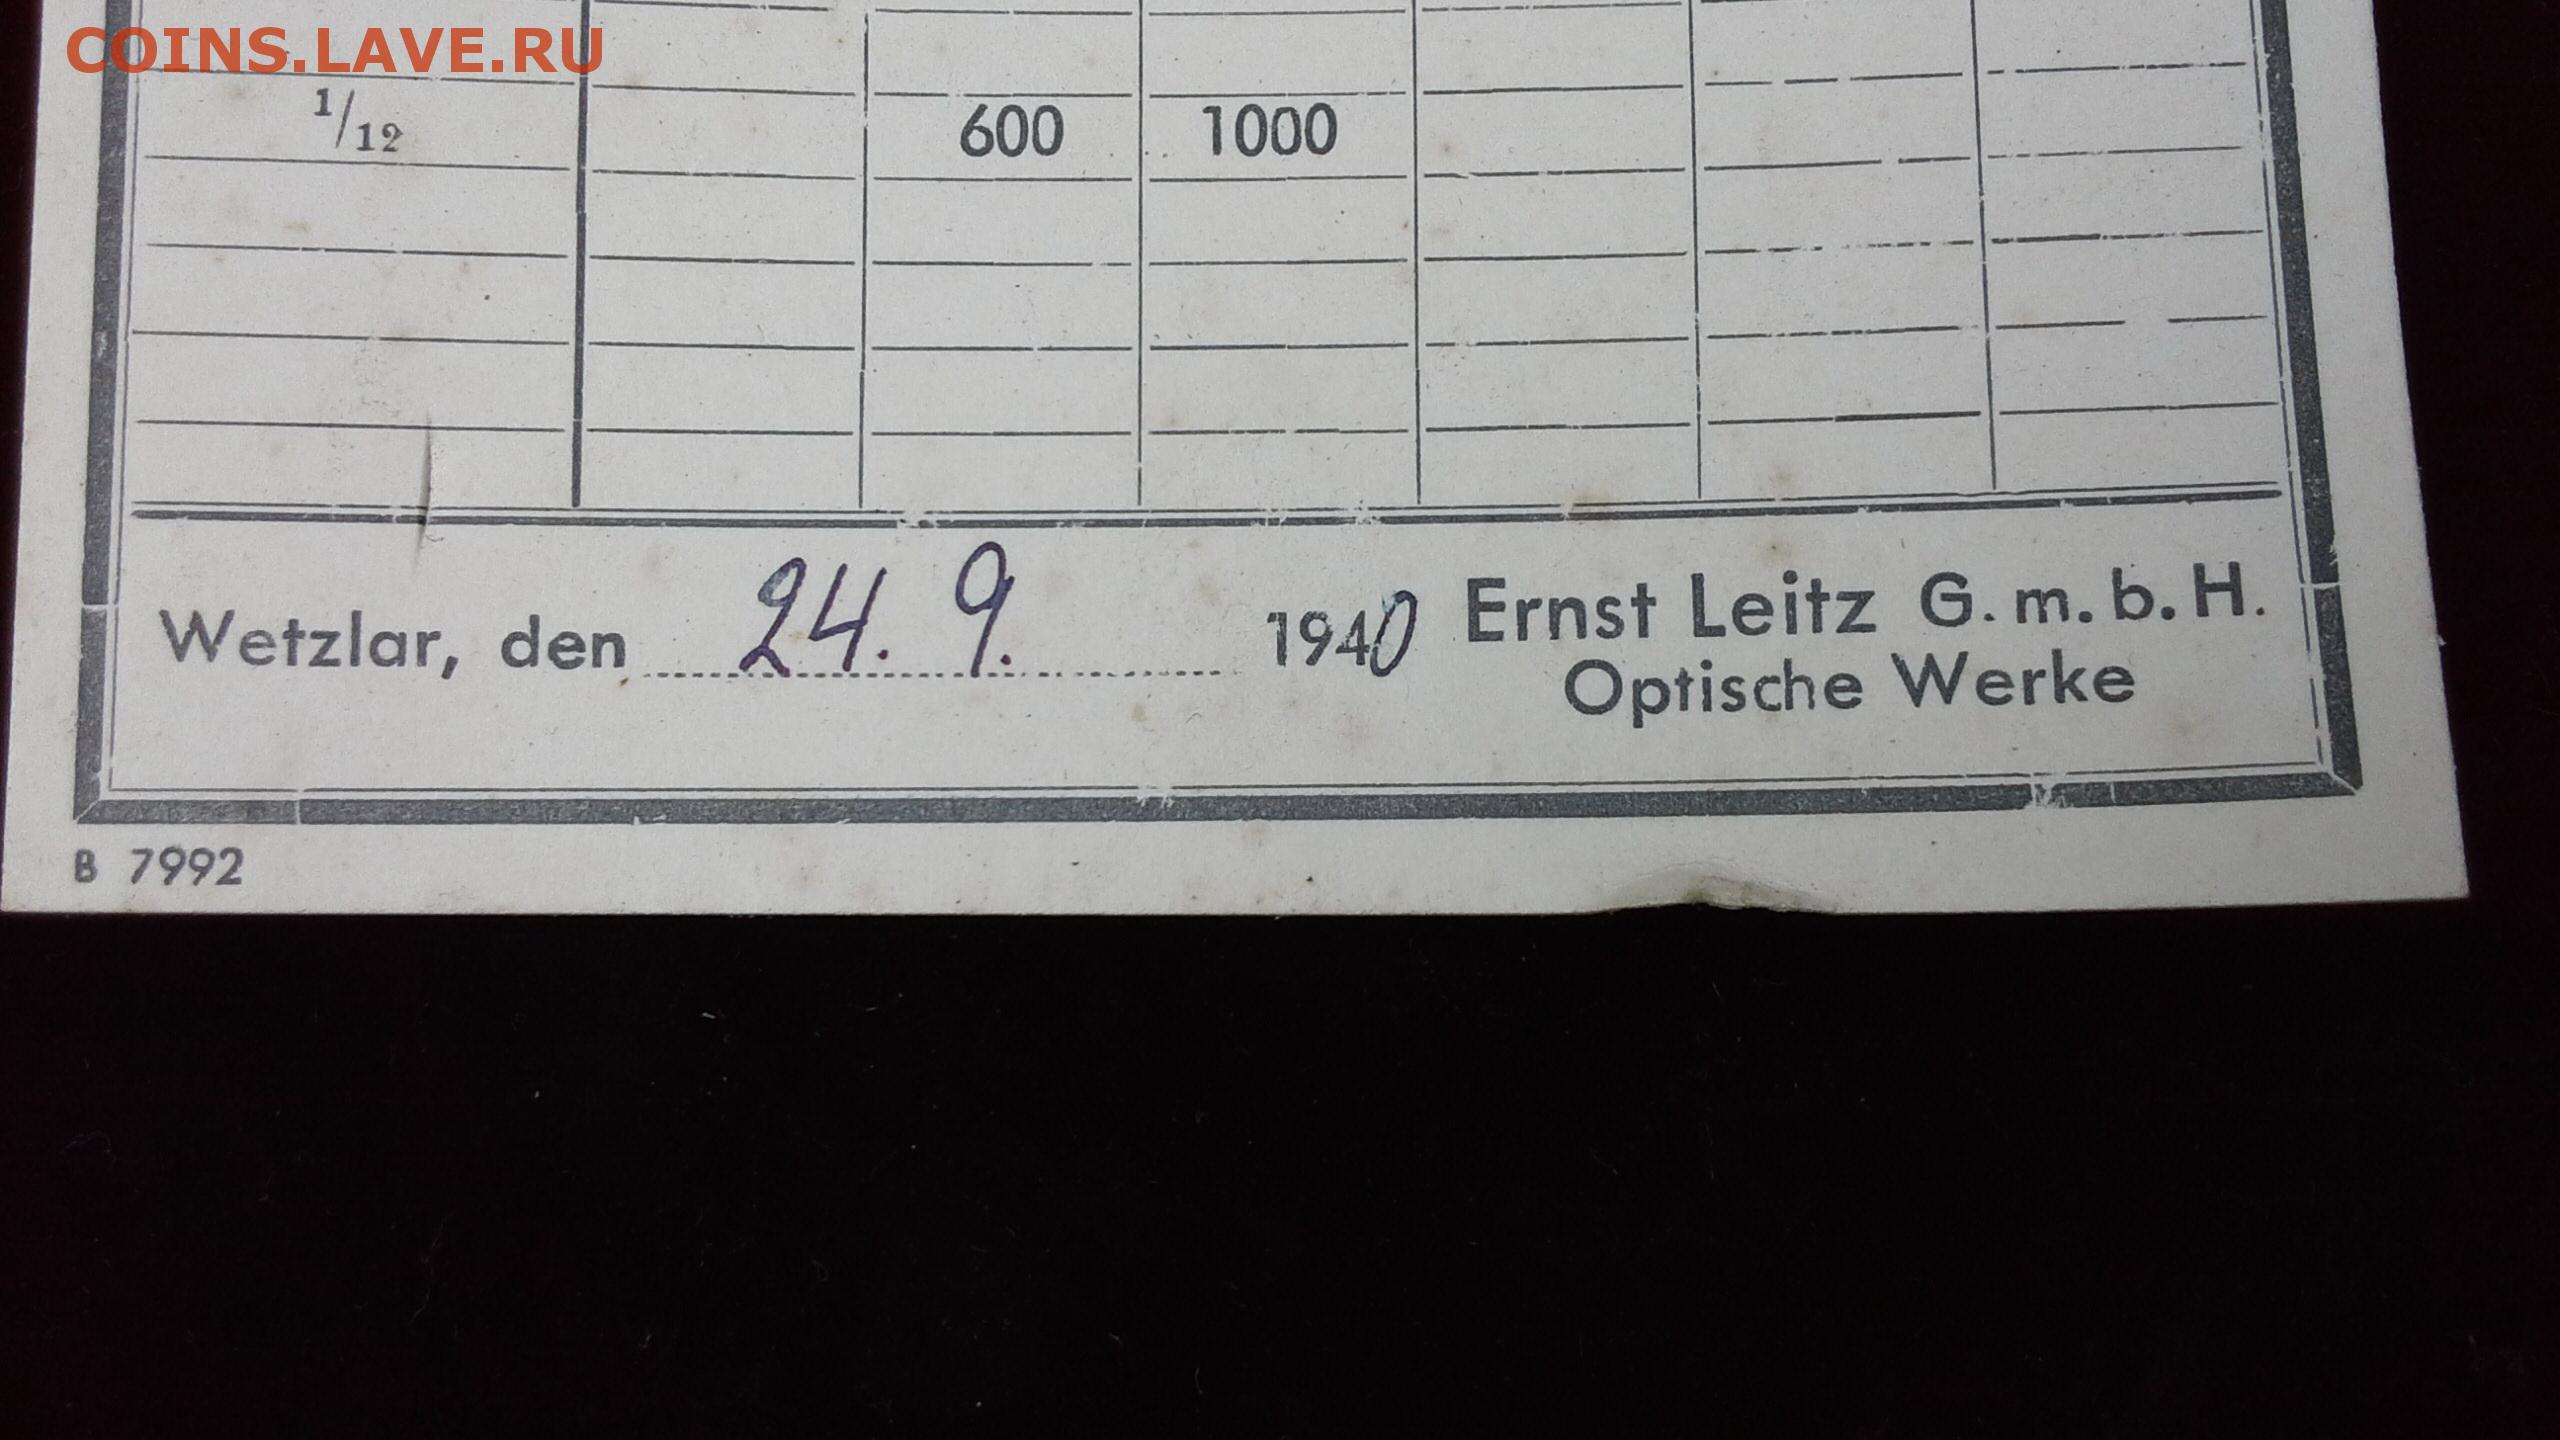 COINS.LAVE.RU
1/12 600 1000
Wetzlar, den 24. 9. 1940 Ernst Leitz G. m. b. H.
Optische Werke
B 7992